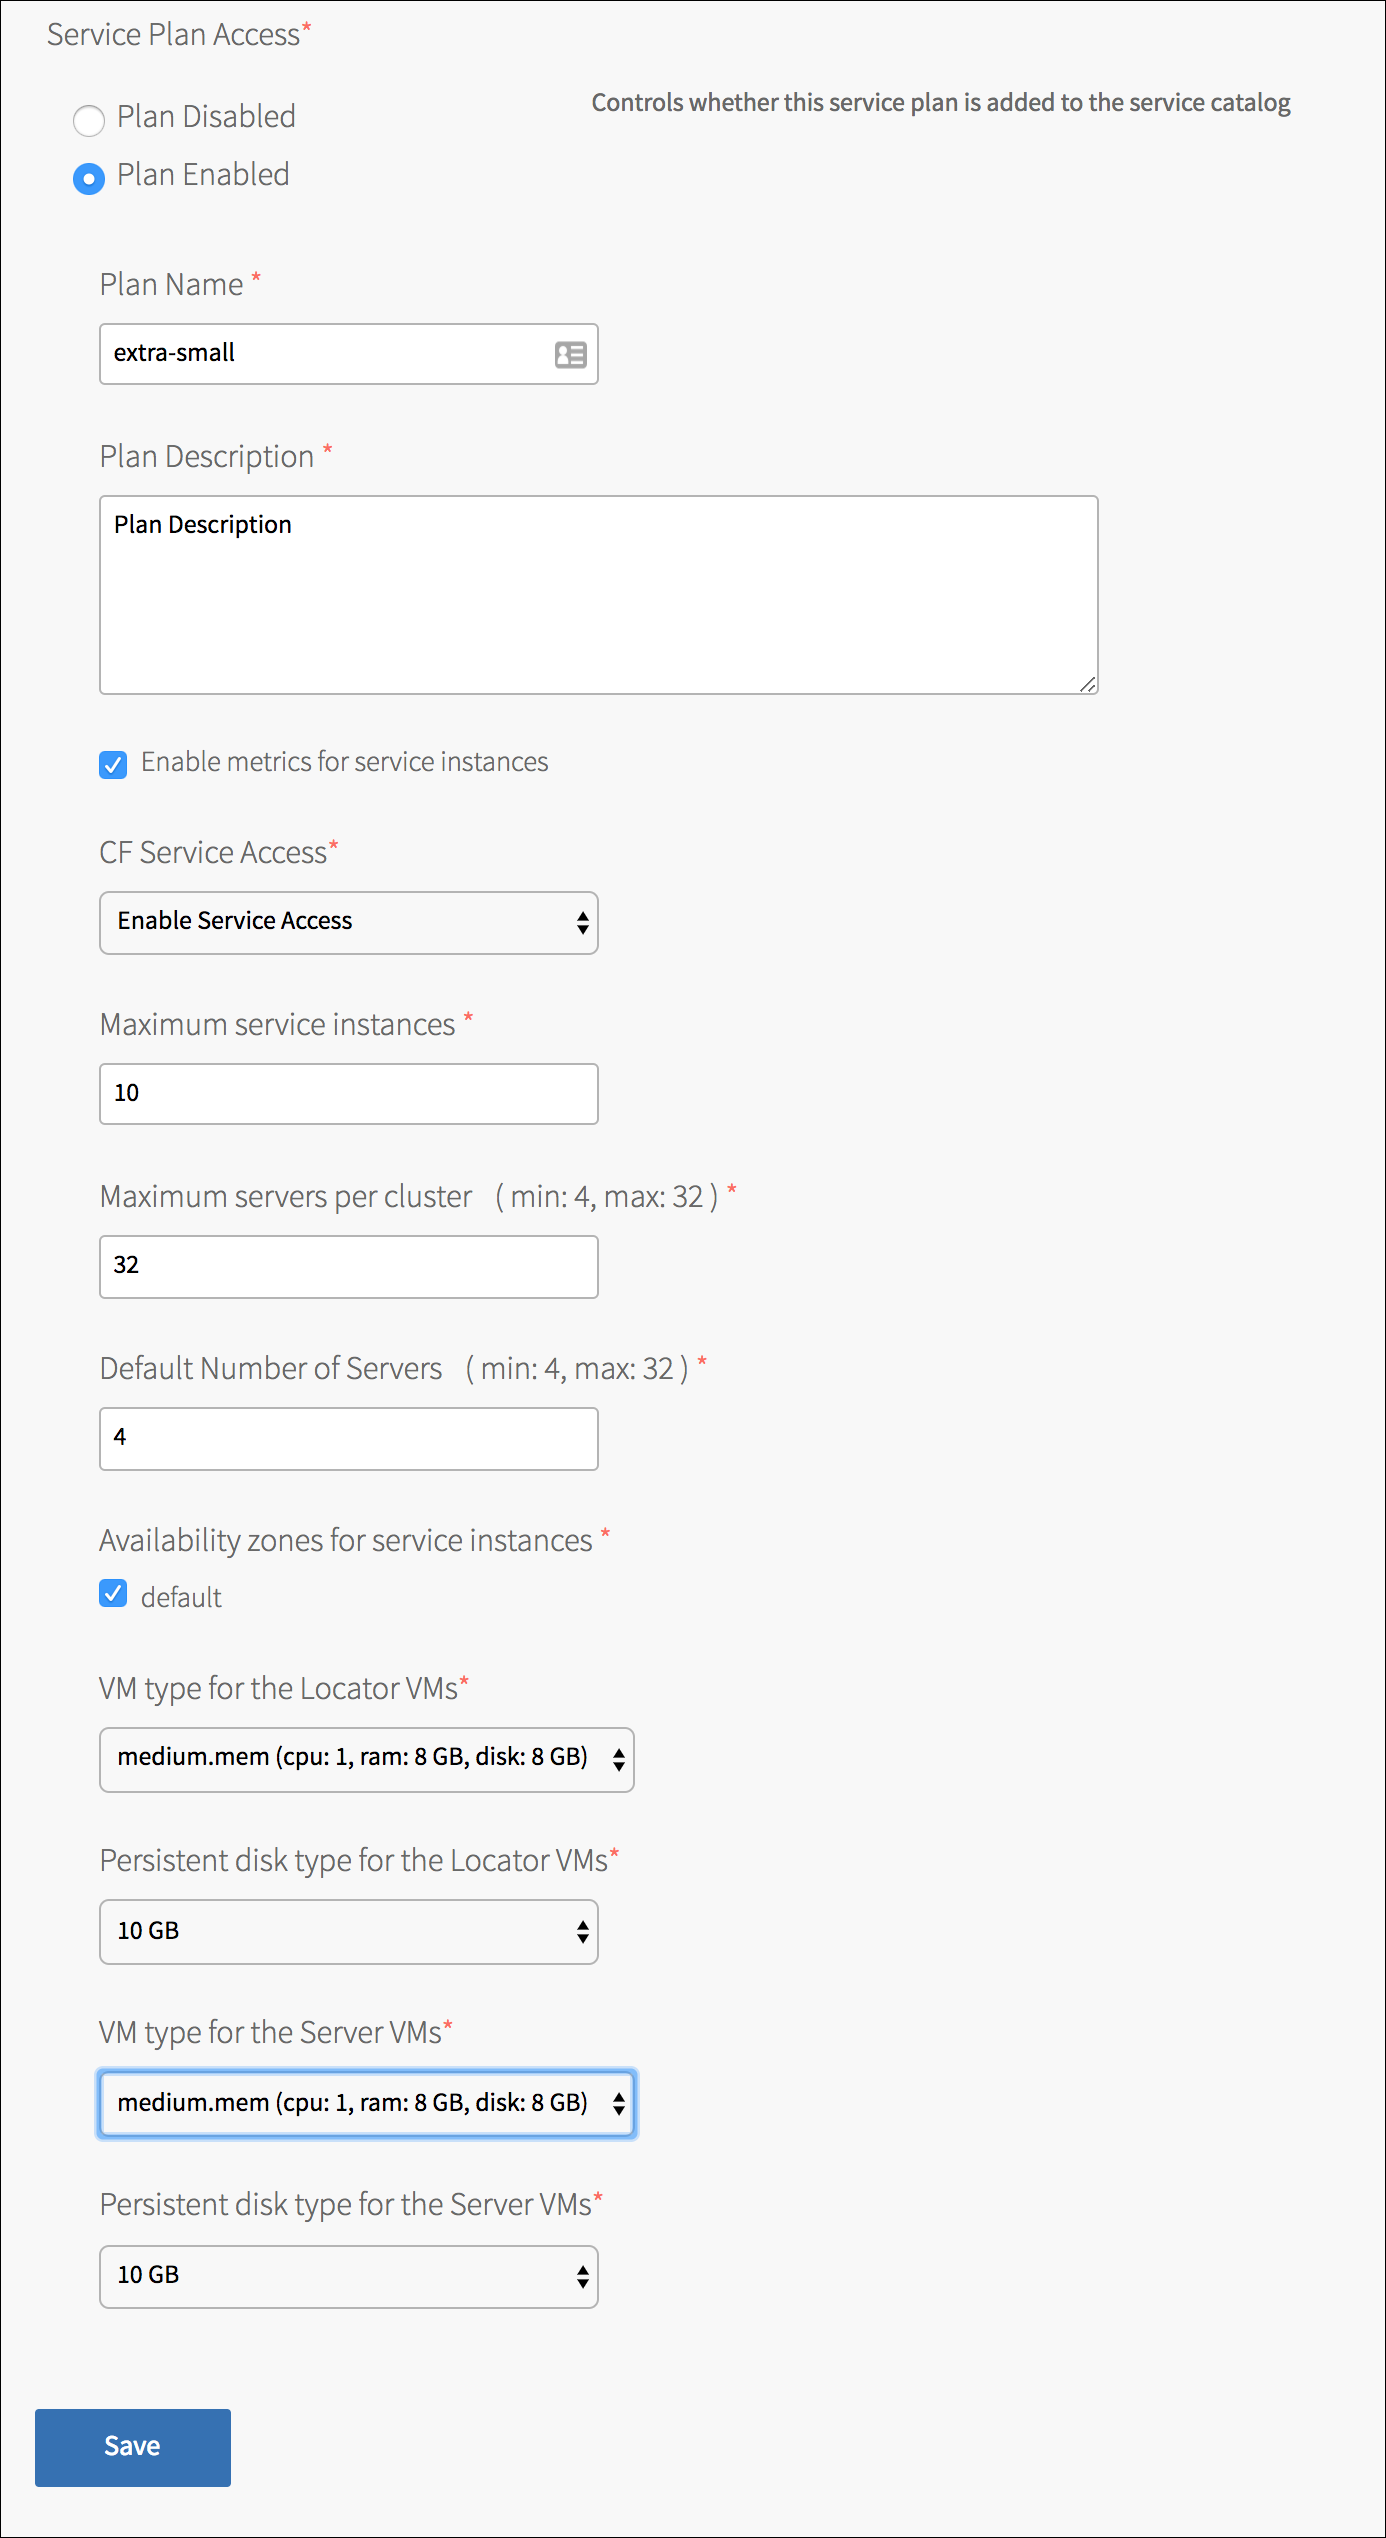 Service Plan Access*
Plan Disabled
Controls whether this service plan is added to the service catalog
Plan Enabled
Plan Name *
extra-small
Plan Description *
Plan Description
Enable metrics for service instances
CF Service Access*
Enable Service Access
Maximum service instances *
10
Maximum servers per cluster ( min: 4, max: 32 ) *
32
Default Number of Servers ( min: 4, max: 32 ) *
4
Availability zones for service instances *
default
VM type for the Locator VMs*
medium.mem (cpu: 1, ram: 8 GB, disk: 8 GB)
Persistent disk type for the Locator VMs*
10 GB
VM type for the Server VMs*
medium.mem (cpu: 1, ram: 8 GB, disk: 8 GB)
Persistent disk type for the Server VMs*
10 GB
Save